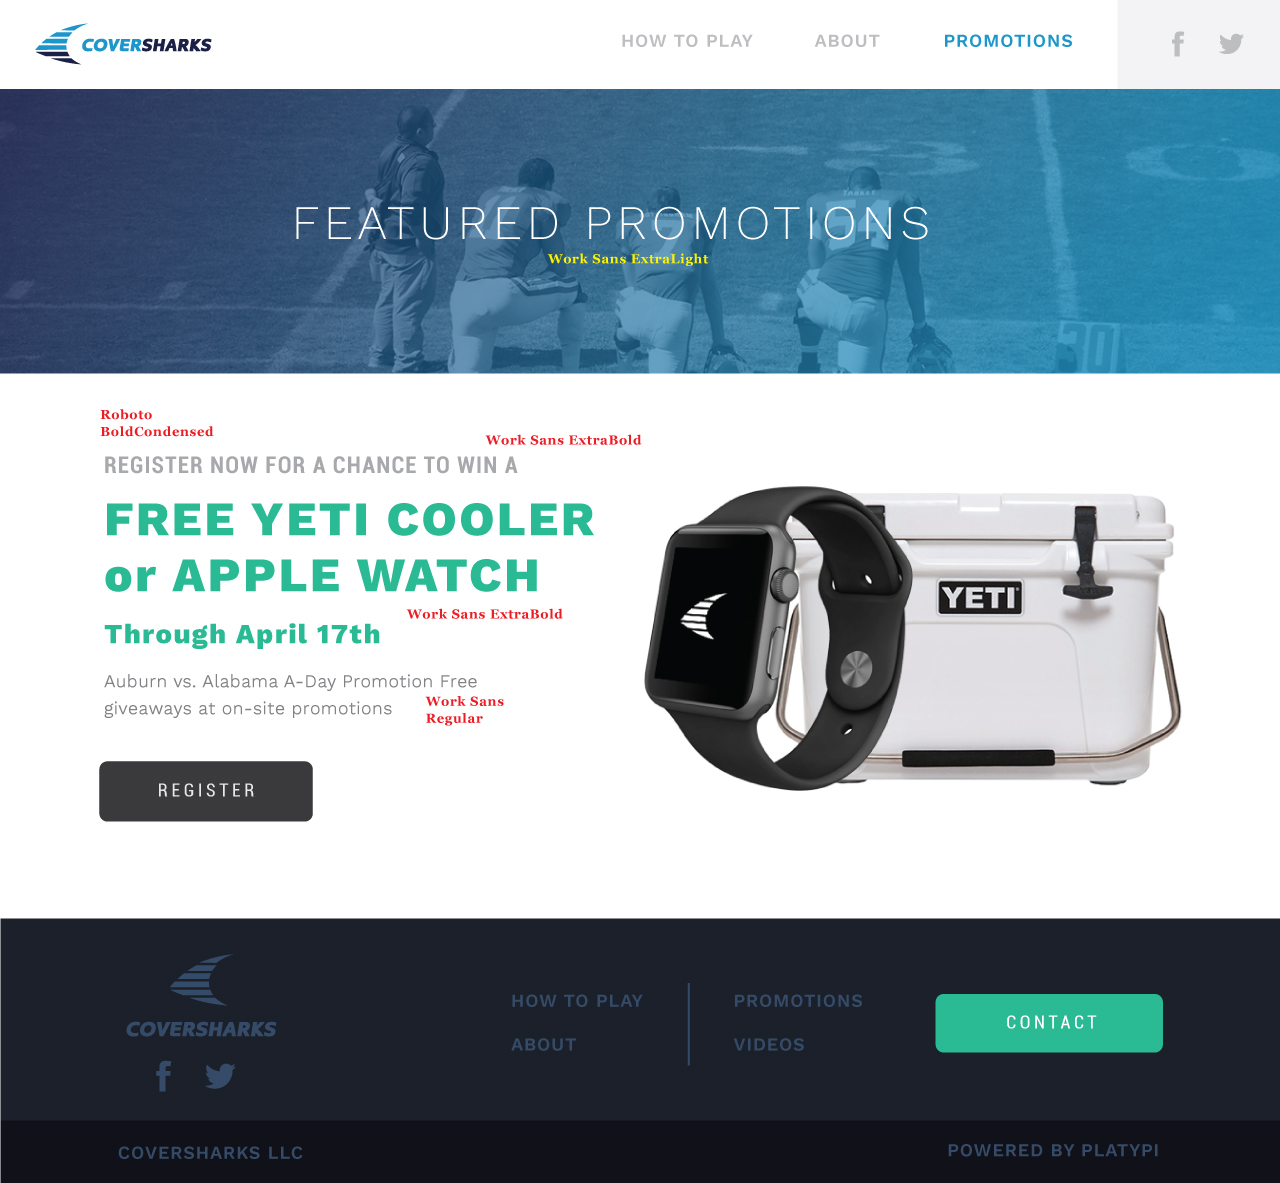 COVERSHARKS
HOW TO PLAY
ABOUT
PROMOTIONS
FEATURED PROMOTIONS
Work Sans ExtraLight
Roboto
BoldCondensed
Work Sans ExtraBold
REGISTER NOW FOR A CHANCE TO WIN A
FREE YETI COOLER
or APPLE WATCH
Work Sans ExtraBold
Through April 17th
Auburn vs. Alabama A-Day Promotion Free
giveaways at on-site promotions
Work Sans
Regular
REGISTER
YETI
HOW TO PLAY
PROMOTIONS
ABOUT
VIDEOS
CONTACT
COVERSHARKS
COVERSHARKS LLC
POWERED BY PLATYPI